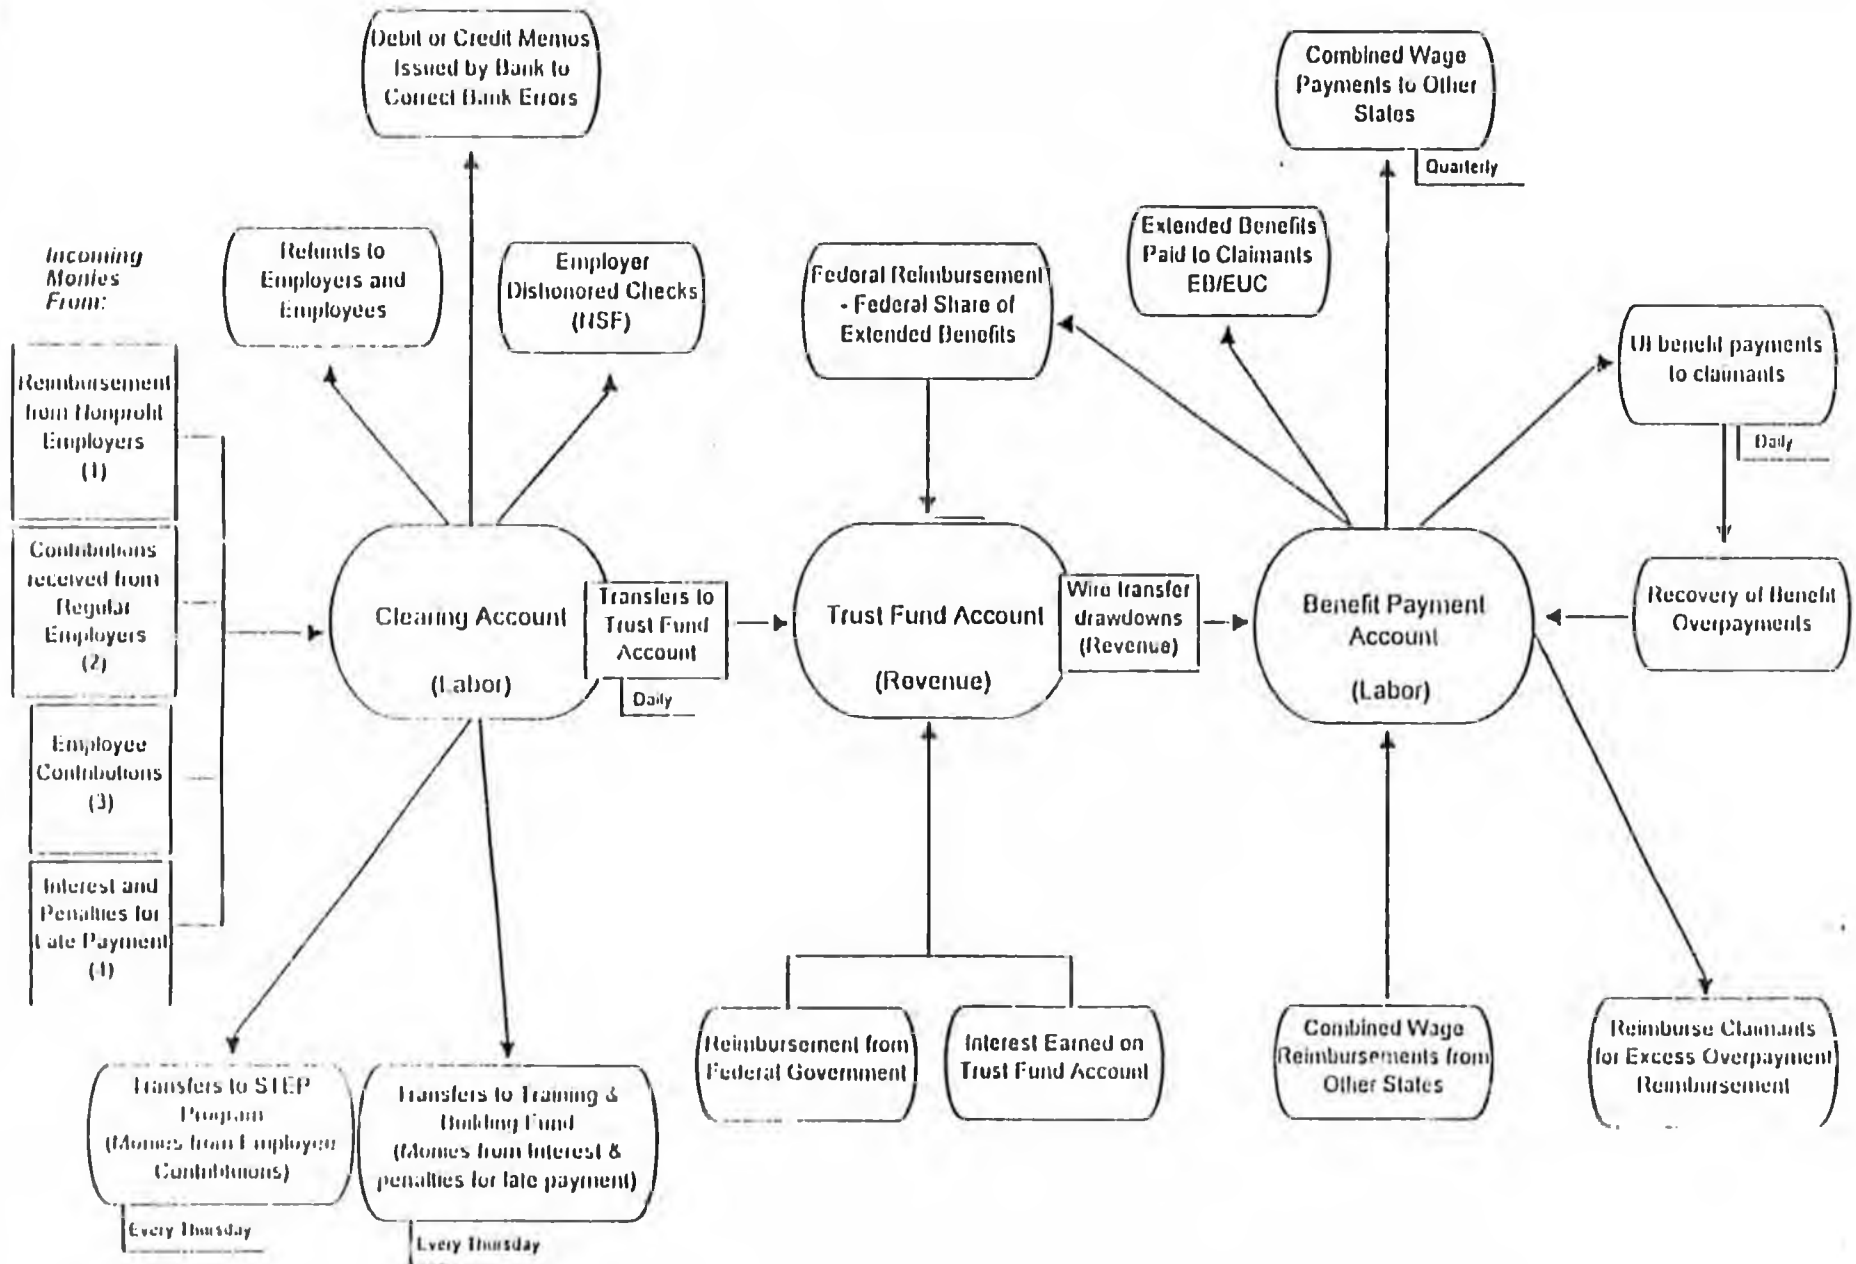 Debit or Credit Memos
Issued by Bank to
Correct Bank Errors
Combined Wage
Payments to Other
States
Quarterly
Incoming
Monies
From:
Refunds to
Employers and
Employees
Employer
Dishonored Checks
(NSF)
Federal Reimbursement
- Federal Share of
Extended Benefits
Extended Benefits
Paid to Claimants
EB/EUC
UI benefit payments
to claimants
Daily
Reimbursement
from Nonprofit
Employers
(1)
Contributions
received from
Regular
Employers
(2)
Employee
Contributions
(3)
Interest and
Penalties for
Late Payment
(4)
Clearing Account
(Labor)
Transfers to
Trust Fund
Account
Daily
Trust Fund Account
(Revenue)
Wire transfer
drawdowns
(Revenue)
Benefit Payment
Account
(Labor)
Recovery of Benefit
Overpayments
Transfers to STEP
Program
(Monies from Employee
Contributions)
Every Thursday
Transfers to Training &
Building Fund
(Monies from Interest &
penalties for late payment)
Every Thursday
Reimbursement from
Federal Government
Interest Earned on
Trust Fund Account
Combined Wage
Reimbursements from
Other States
Reimburse Claimants
for Excess Overpayment
Reimbursement